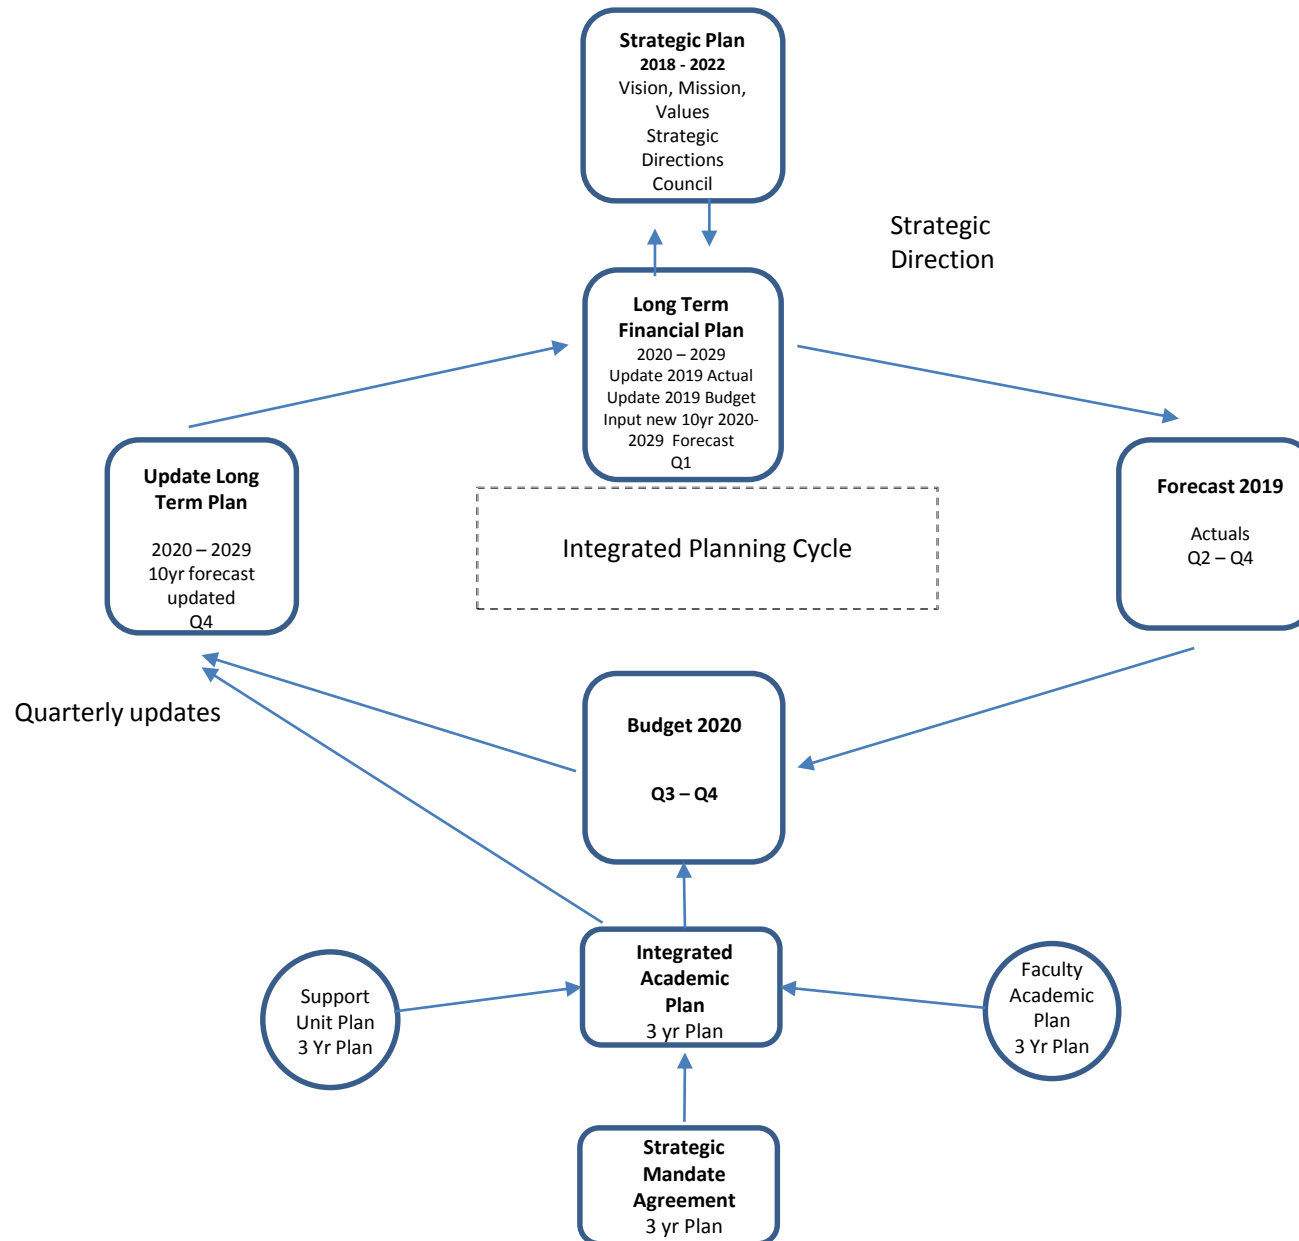 Strategic Plan
2018 - 2022
Vision, Mission,
Values
Strategic
Directions
Council
Strategic
Direction
Long Term
Financial Plan
2020 – 2029
Update 2019 Actual
Update 2019 Budget
Input new 10yr 2020-
2029 Forecast
Q1
Update Long
Term Plan
2020 – 2029
10yr forecast
updated
Q4
Forecast 2019
Actuals
Q2 – Q4
Integrated Planning Cycle
Quarterly updates
Budget 2020
Q3 – Q4
Integrated
Academic
Plan
3 yr Plan
Support
Unit Plan
3 Yr Plan
Faculty
Academic
Plan
3 Yr Plan
Strategic
Mandate
Agreement
3 yr Plan